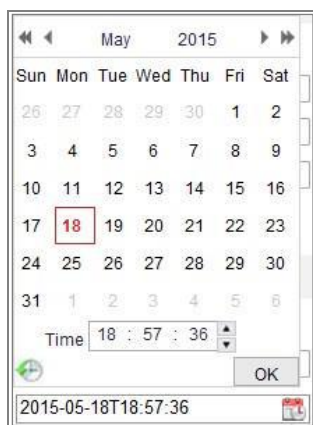 May 2015
Sun Mon Tue Wed Thu Fri Sat
26 27 28 29 30 1 2
3 4 5 6 7 8 9
10 11 12 13 14 15 16
17 18 19 20 21 22 23
24 25 26 27 28 29 30
31 1 2 3 4 5 6
Time 18 : 57 : 36
OK
2015-05-18T18:57:36